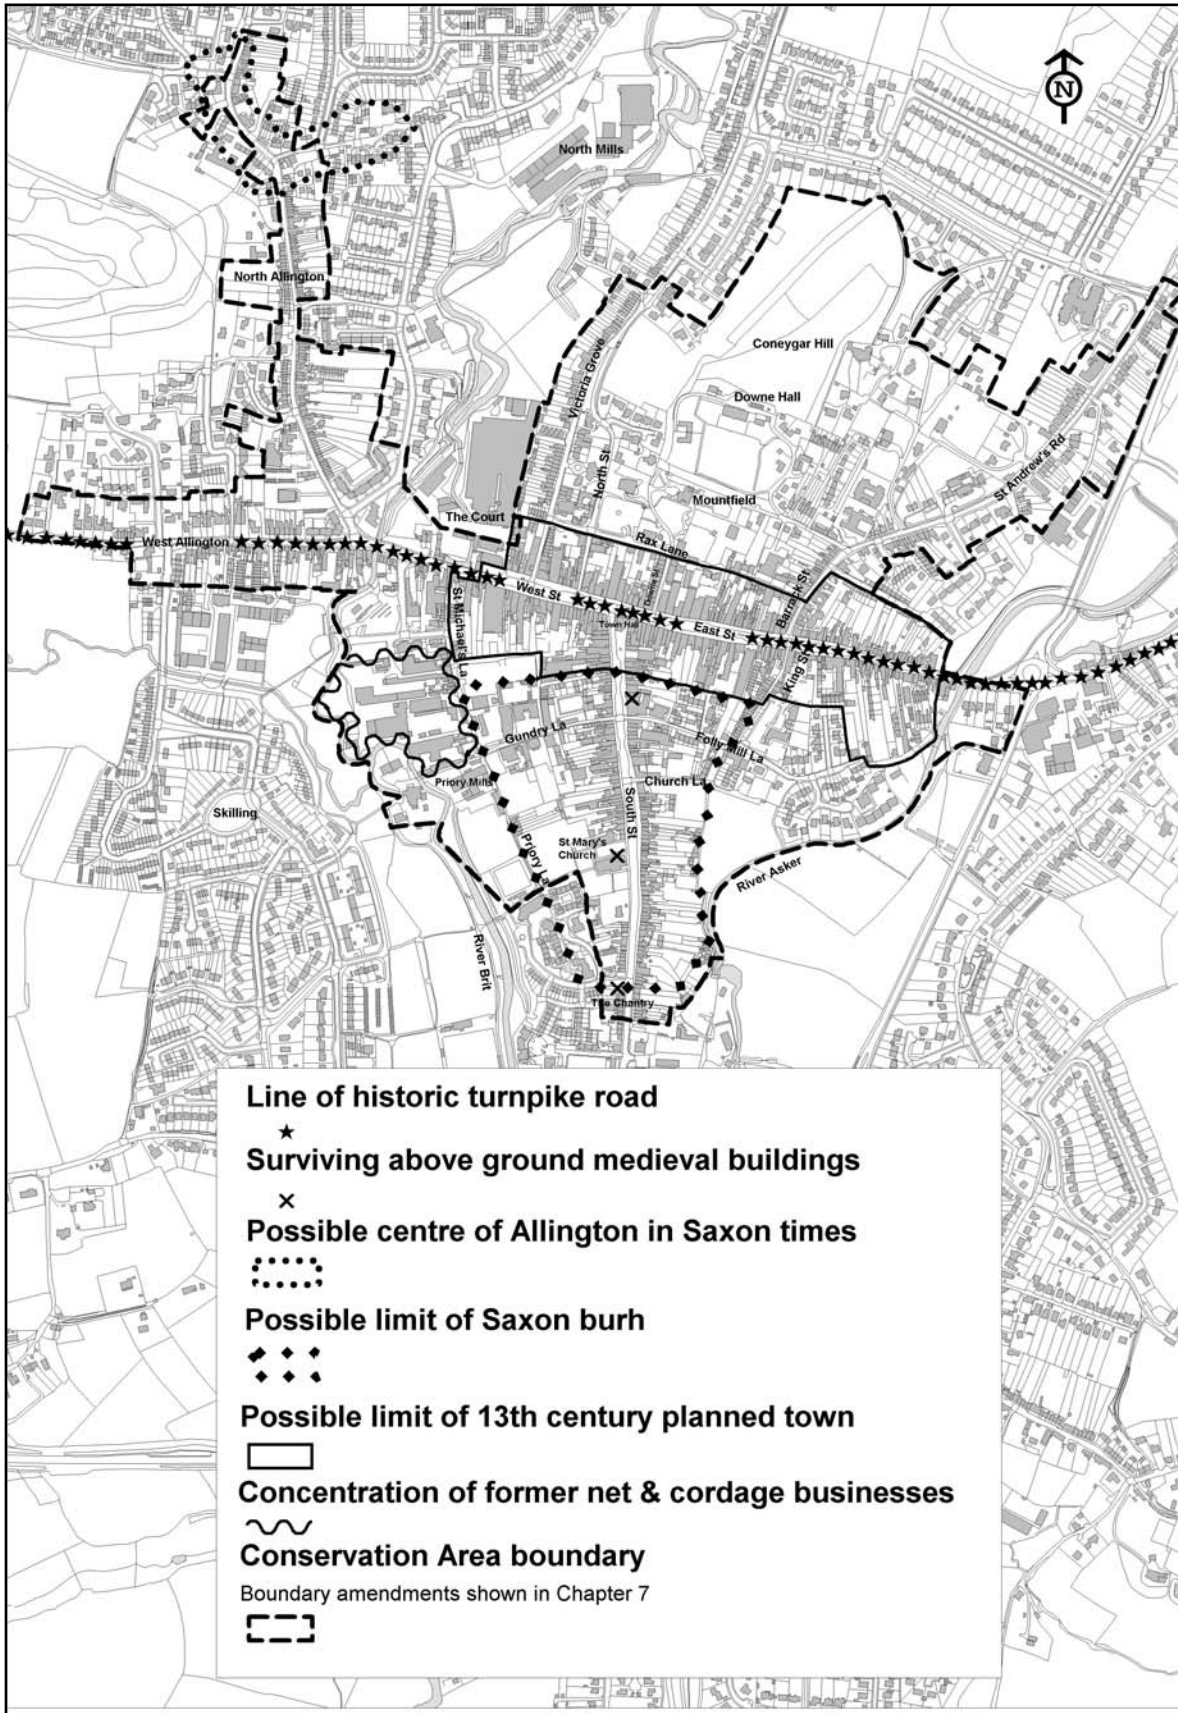 N
North Mills
North Allington
Coneygar Hill
Victoria Grove
Downe Hall
North St
St Andrew's Rd
Mountfield
The Court
Rax Lane
West Allington
West St
St Michael's La
Downe St
Town Hall
East St
Barrack St
King St
Gundry La
Folly Mill La
Priory Mills
Church La
South St
Skilling
St Mary's
Church
Priory La
River Asker
River Brit
The Chantry
Line of historic turnpike road
Surviving above ground medieval buildings
Possible centre of Allington in Saxon times
Possible limit of Saxon burh
Possible limit of 13th century planned town
Concentration of former net & cordage businesses
Conservation Area boundary
Boundary amendments shown in Chapter 7